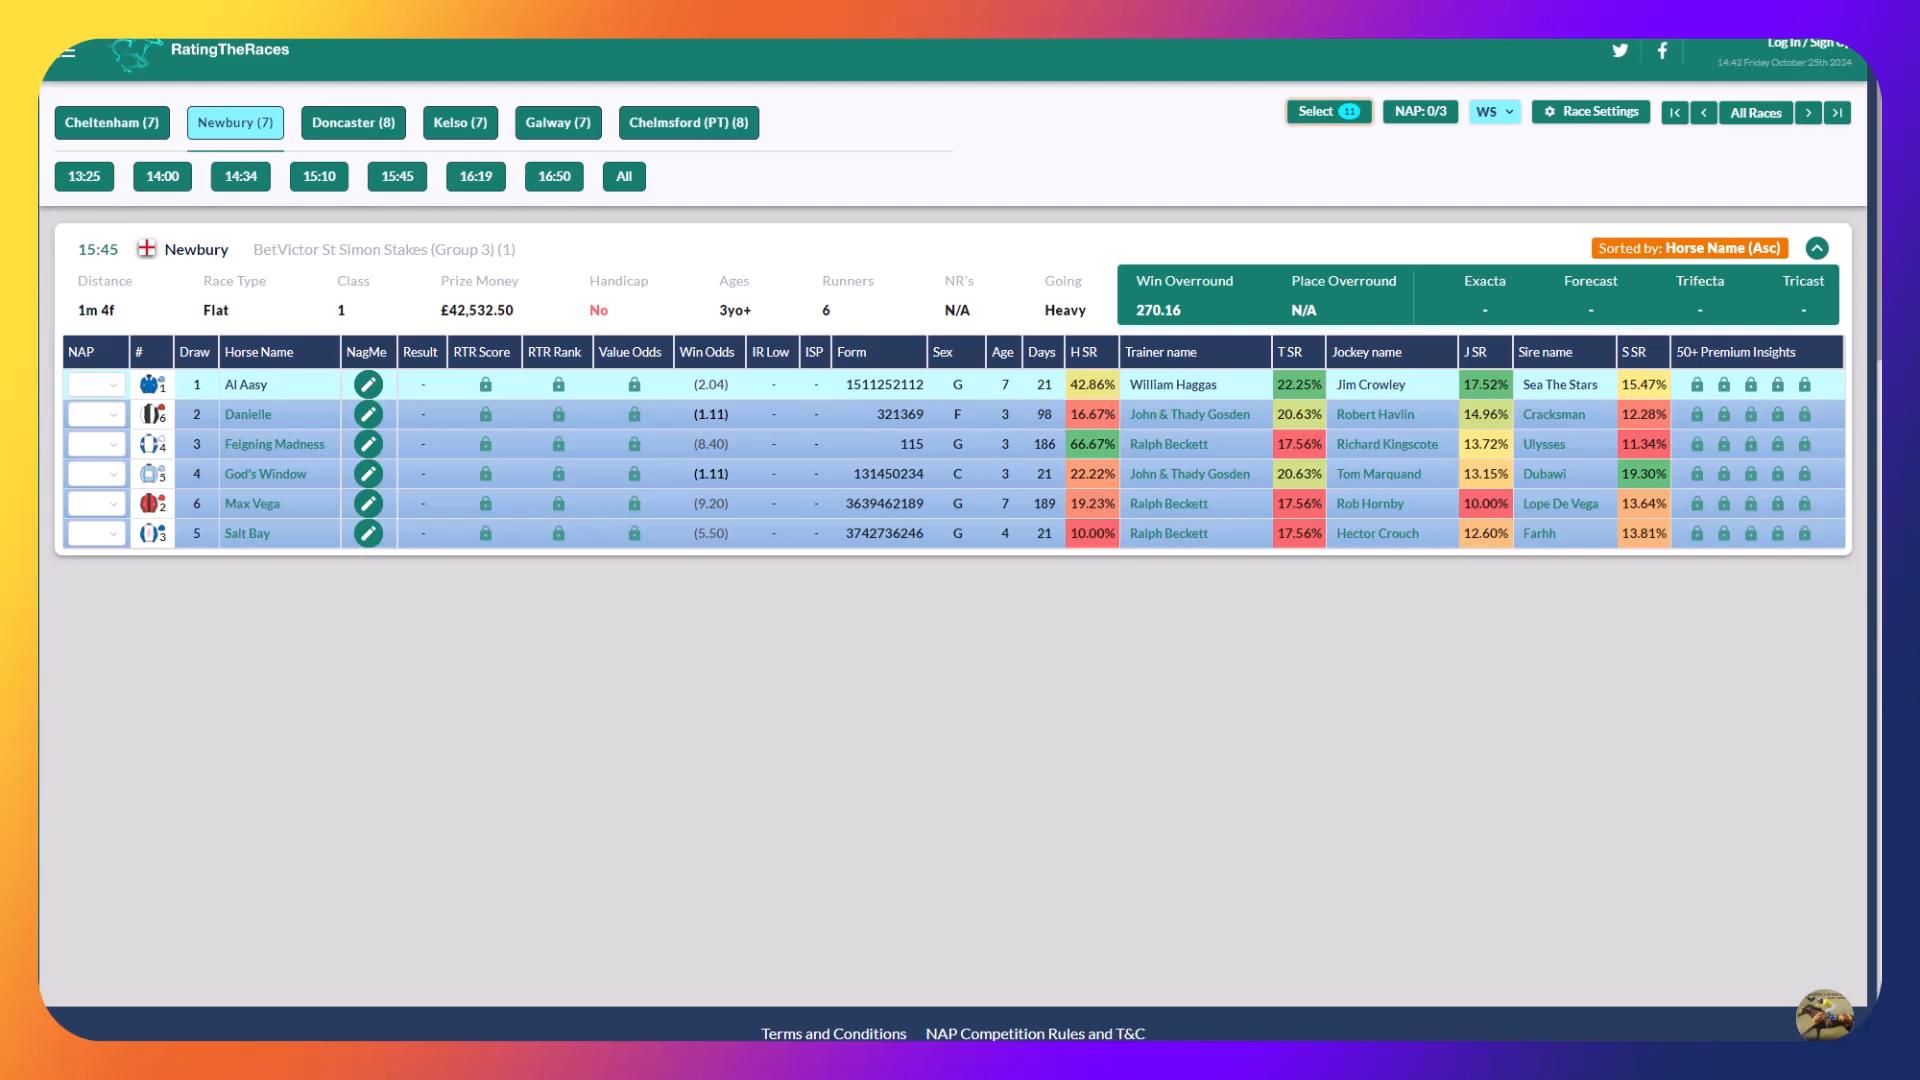 RatingTheRaces
Log In / Sign
14:42 Friday October 25th 2024
Cheltenham (7) Newbury (7) Doncaster (8) Kelso (7) Galway (7) Chelmsford (PT) (8)
Select 11 NAP: 0/3 WS Race Settings All Races
13:25 14:00 14:34 15:10 15:45 16:19 16:50 All
15:45 Newbury BetVictor St Simon Stakes (Group 3) (1) Sorted by: Horse Name (Asc)
Distance Race Type Class Prize Money Handicap Ages Runners NR's Going Win Overround Place Overround Exacta Forecast Trifecta Tricast
1m 4f Flat 1 £42,532.50 No 3yo+ 6 N/A Heavy 270.16 N/A - - - -
NAP # Draw Horse Name NagMe Result RTR Score RTR Rank Value Odds Win Odds IR Low ISP Form Sex Age Days H SR Trainer name T SR Jockey name J SR Sire name S SR 50+ Premium Insights
1 1 Al Aasy - (2.04) - - 1511252112 G 7 21 42.86% William Haggas 22.25% Jim Crowley 17.52% Sea The Stars 15.47%
6 2 Danielle - (1.11) - - 321369 F 3 98 16.67% John & Thady Gosden 20.63% Robert Havlin 14.96% Cracksman 12.28%
4 3 Feigning Madness - (8.40) - - 115 G 3 186 66.67% Ralph Beckett 17.56% Richard Kingscote 13.72% Ulysses 11.34%
5 4 God's Window - (1.11) - - 131450234 C 3 21 22.22% John & Thady Gosden 20.63% Tom Marquand 13.15% Dubawi 19.30%
2 6 Max Vega - (9.20) - - 3639462189 G 7 189 19.23% Ralph Beckett 17.56% Rob Hornby 10.00% Lope De Vega 13.64%
3 5 Salt Bay - (5.50) - - 3742736246 G 4 21 10.00% Ralph Beckett 17.56% Hector Crouch 12.60% Farhh 13.81%
Terms and Conditions NAP Competition Rules and T&C